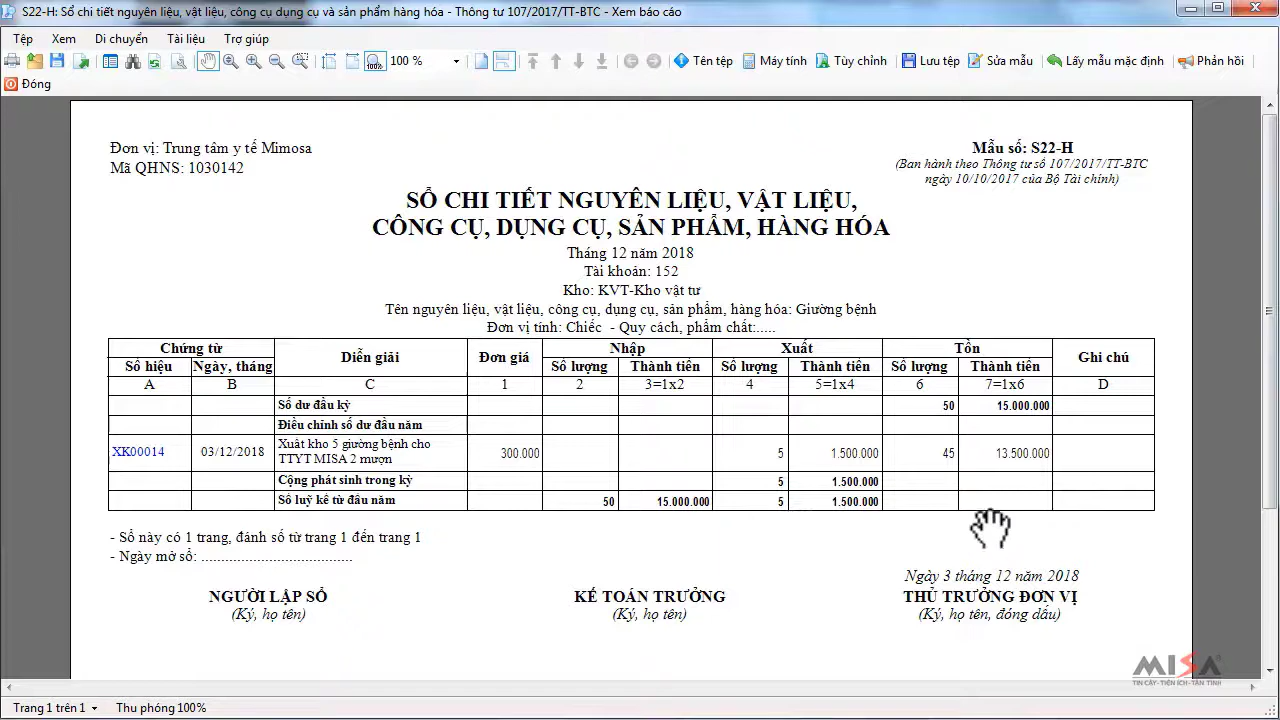 S22-H: Sổ chi tiết nguyên liệu, vật liệu, công cụ dụng cụ và sản phẩm hàng hóa - Thông tư 107/2017/TT-BTC - Xem báo cáo
Tệp Xem Di chuyển Tài liệu Trợ giúp
100% 100 % Tên tệp Máy tính Tùy chỉnh Lưu tệp Sửa mẫu Lấy mẫu mặc định Phản hồi
Đóng
Đơn vị: Trung tâm y tế Mimosa
Mã QHNS: 1030142
Mẫu số: S22-H
(Ban hành theo Thông tư số 107/2017/TT-BTC
ngày 10/10/2017 của Bộ Tài chính)
SỔ CHI TIẾT NGUYÊN LIỆU, VẬT LIỆU,
CÔNG CỤ, DỤNG CỤ, SẢN PHẨM, HÀNG HÓA
Tháng 12 năm 2018
Tài khoản: 152
Kho: KVT-Kho vật tư
Tên nguyên liệu, vật liệu, công cụ, dụng cụ, sản phẩm, hàng hóa: Giường bệnh
Đơn vị tính: Chiếc - Quy cách, phẩm chất:.....
Chứng từ Diễn giải Đơn giá Nhập Xuất Tồn Ghi chú
Số hiệu Ngày, tháng Số lượng Thành tiền Số lượng Thành tiền Số lượng Thành tiền
A B C 1 2 3=1x2 4 5=1x4 6 7=1x6 D
Số dư đầu kỳ 50 15.000.000
Điều chỉnh số dư đầu năm
XK00014 03/12/2018 Xuất kho 5 giường bệnh cho TTYT MISA 2 mượn 300.000 5 1.500.000 45 13.500.000
Cộng phát sinh trong kỳ 5 1.500.000
Số luỹ kế từ đầu năm 50 15.000.000 5 1.500.000
- Sổ này có 1 trang, đánh số từ trang 1 đến trang 1
- Ngày mở sổ: .......................................
Ngày 3 tháng 12 năm 2018
NGƯỜI LẬP SỔ KẾ TOÁN TRƯỞNG THỦ TRƯỞNG ĐƠN VỊ
(Ký, họ tên) (Ký, họ tên) (Ký, họ tên, đóng dấu)
MISA
TIN CẬY-TIỆN ÍCH-TẬN TÌNH
Trang 1 trên 1 Thu phóng 100%